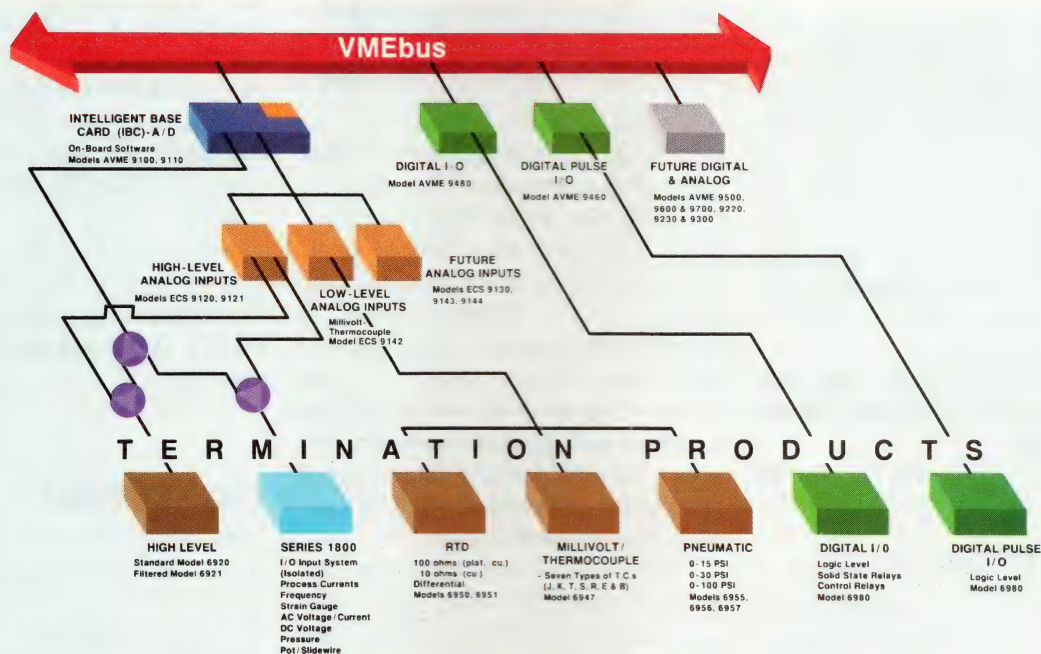 VMEbus
INTELLIGENT BASE
CARD (IBC)-A/D
On-Board Software
Models AVME 9100, 9110
DIGITAL I·O
Model AVME 9480
DIGITAL PULSE
I/O
Model AVME 9460
FUTURE DIGITAL
& ANALOG
Models AVME 9500,
9600 & 9700, 9220,
9230 & 9300
HIGH-LEVEL
ANALOG INPUTS
Models ECS 9120, 9121
LOW-LEVEL
ANALOG INPUTS
Millivolt-
Thermocouple
Model ECS 9142
FUTURE
ANALOG INPUTS
Models ECS 9130,
9143, 9144
TERMINATION PRODUCTS
HIGH LEVEL
Standard Model 6920
Filtered Model 6921
SERIES 1800
I/O Input System
(Isolated)
Process Currents
Frequency
Strain Gauge
AC Voltage/Current
DC Voltage
Pressure
Pot/Slidewire
RTD
100 ohms (plat. cu.)
10 ohms (cu)
Differential
Models 6950, 6951
MILLIVOLT/
THERMOCOUPLE
- Seven Types of T.C.s
(J, K, T, S, R, E & B)
Model 6947
PNEUMATIC
0-15 PSI
0-30 PSI
0-100 PSI
Models 6955,
6956, 6957
DIGITAL I/O
Logic Level
Solid State Relays
Control Relays
Model 6980
DIGITAL PULSE
I/O
Logic Level
Model 6980